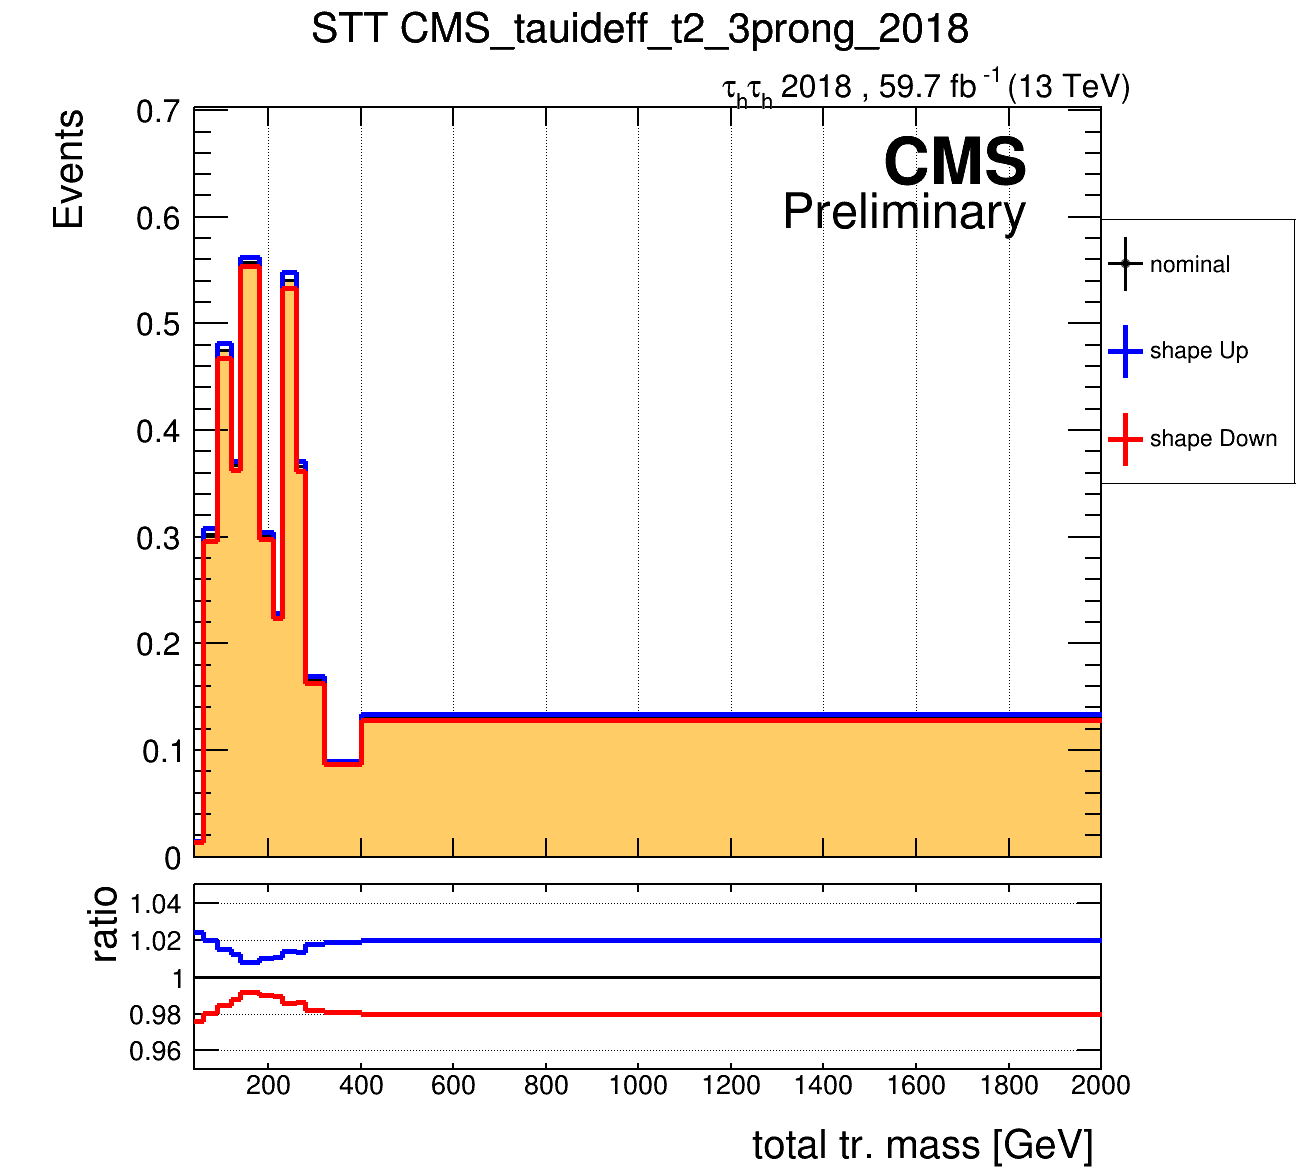 STT CMS_tauideff_t2_3prong_2018
τhτh 2018 , 59.7 fb -1 (13 TeV)
Events
0.7
0.6
0.5
0.4
0.3
0.2
0.1
0
CMS
Preliminary
nominal
shape Up
shape Down
ratio
1.04
1.02
1
0.98
0.96
200 400 600 800 1000 1200 1400 1600 1800 2000
total tr. mass [GeV]